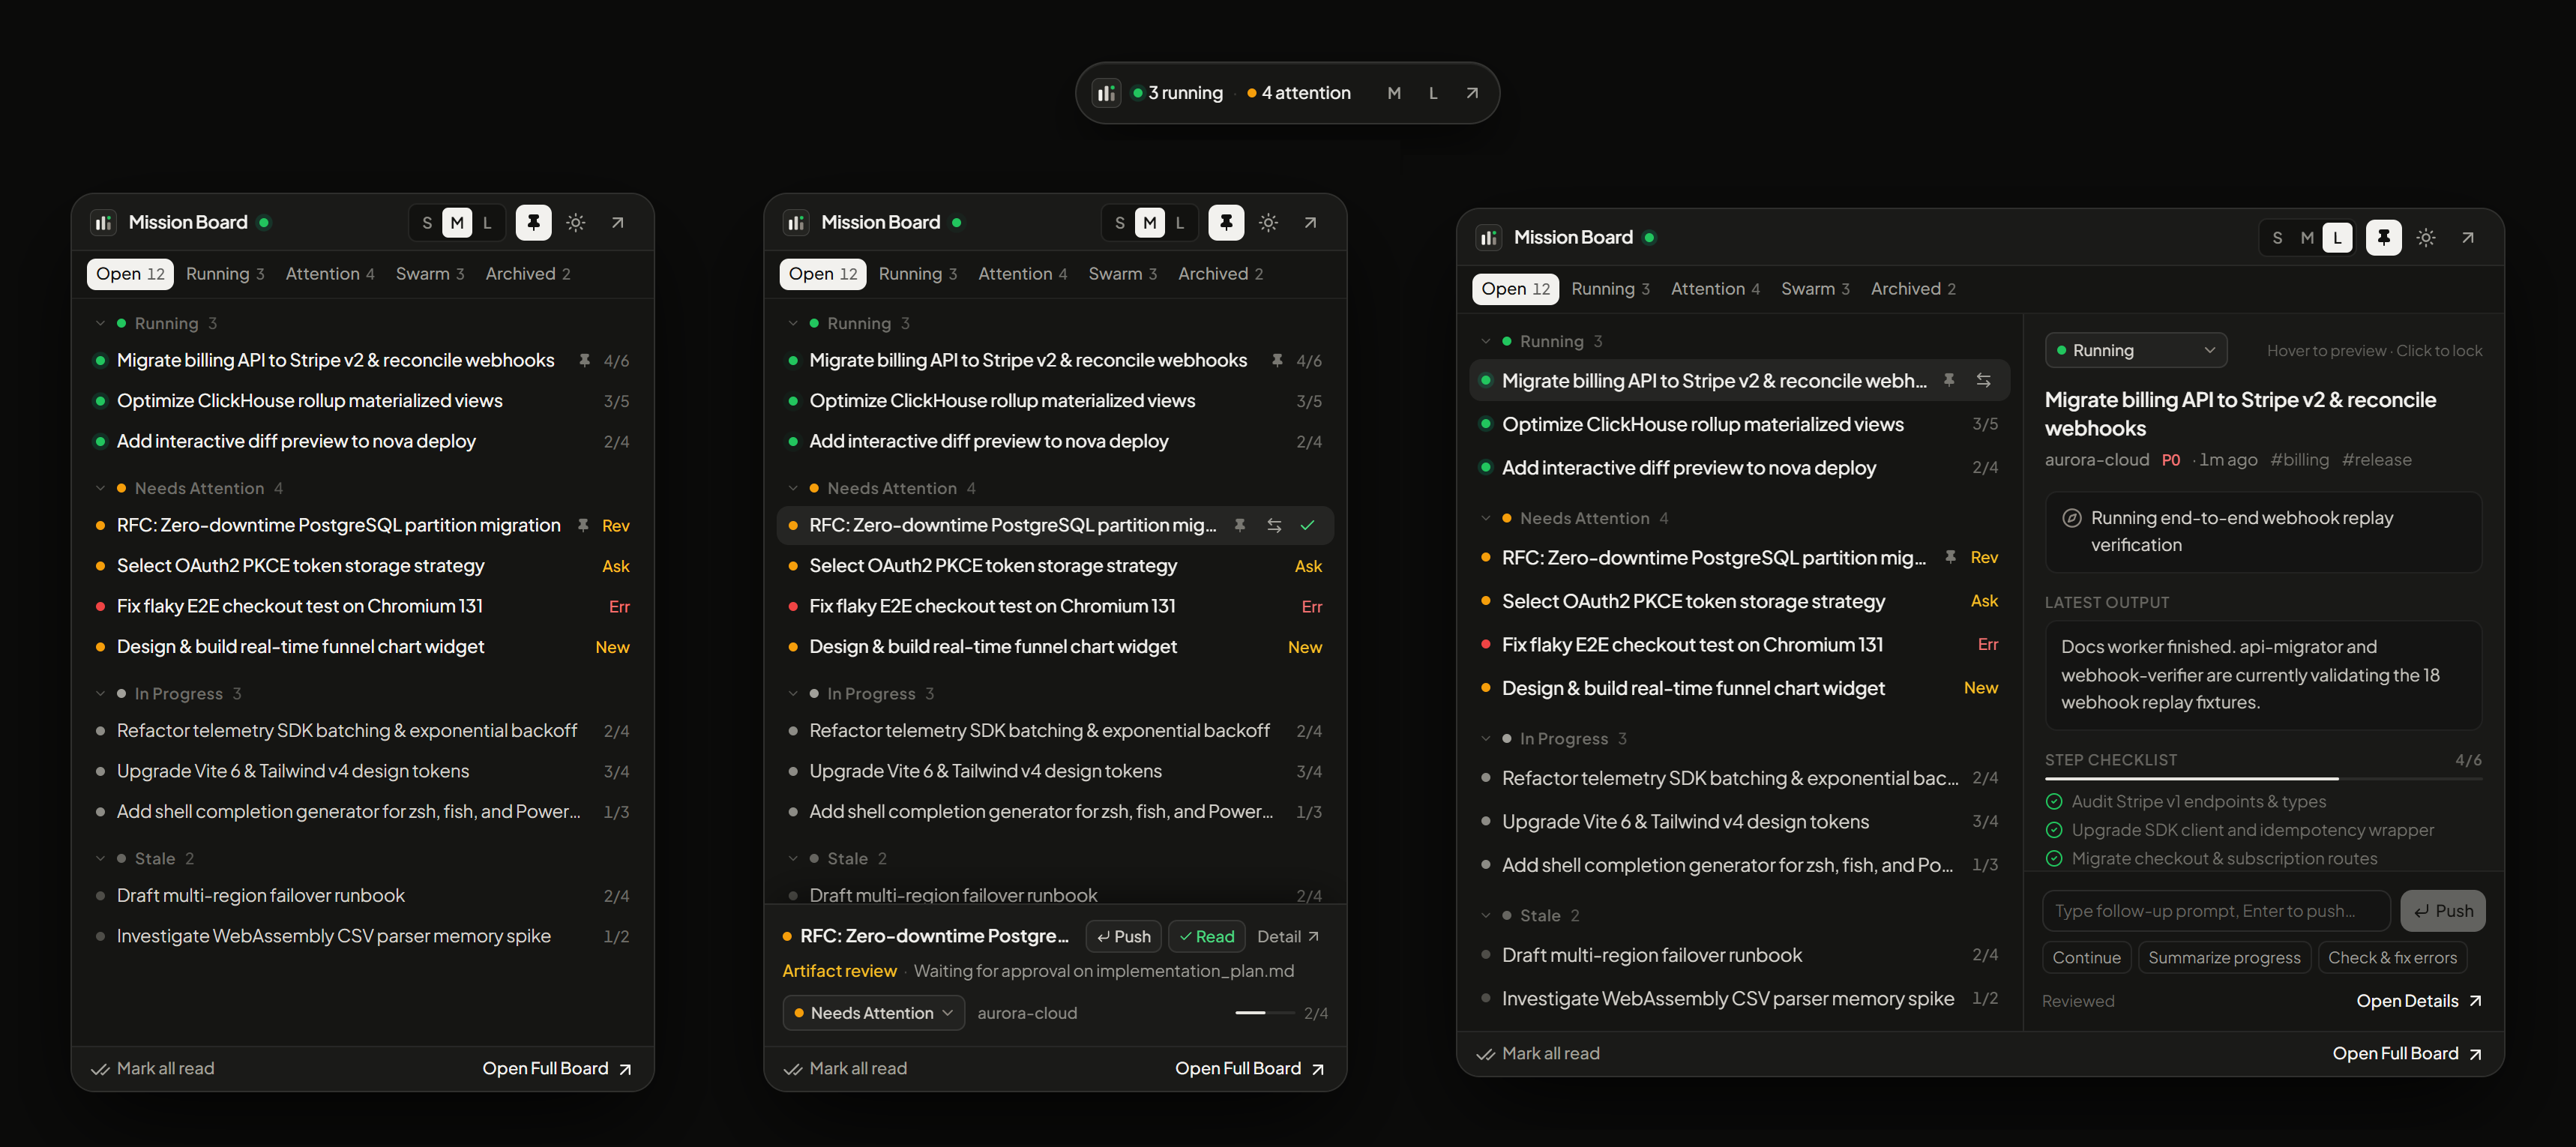 3 running · 4 attention M L
Mission Board S M L
Open 12 Running 3 Attention 4 Swarm 3 Archived 2
Running 3
Migrate billing API to Stripe v2 & reconcile webhooks 4/6
Optimize ClickHouse rollup materialized views 3/5
Add interactive diff preview to nova deploy 2/4
Needs Attention 4
RFC: Zero-downtime PostgreSQL partition migration Rev
Select OAuth2 PKCE token storage strategy Ask
Fix flaky E2E checkout test on Chromium 131 Err
Design & build real-time funnel chart widget New
In Progress 3
Refactor telemetry SDK batching & exponential backoff 2/4
Upgrade Vite 6 & Tailwind v4 design tokens 3/4
Add shell completion generator for zsh, fish, and Power... 1/3
Stale 2
Draft multi-region failover runbook 2/4
Investigate WebAssembly CSV parser memory spike 1/2
Mark all read Open Full Board
Mission Board S M L
Open 12 Running 3 Attention 4 Swarm 3 Archived 2
Running 3
Migrate billing API to Stripe v2 & reconcile webhooks 4/6
Optimize ClickHouse rollup materialized views 3/5
Add interactive diff preview to nova deploy 2/4
Needs Attention 4
RFC: Zero-downtime PostgreSQL partition mig...
Select OAuth2 PKCE token storage strategy Ask
Fix flaky E2E checkout test on Chromium 131 Err
Design & build real-time funnel chart widget New
In Progress 3
Refactor telemetry SDK batching & exponential backoff 2/4
Upgrade Vite 6 & Tailwind v4 design tokens 3/4
Add shell completion generator for zsh, fish, and Power... 1/3
Stale 2
Draft multi-region failover runbook 2/4
RFC: Zero-downtime Postgre... Push Read Detail
Artifact review · Waiting for approval on implementation_plan.md
Needs Attention aurora-cloud 2/4
Mark all read Open Full Board
Mission Board S M L
Open 12 Running 3 Attention 4 Swarm 3 Archived 2
Running 3
Migrate billing API to Stripe v2 & reconcile webh...
Optimize ClickHouse rollup materialized views 3/5
Add interactive diff preview to nova deploy 2/4
Needs Attention 4
RFC: Zero-downtime PostgreSQL partition mig... Rev
Select OAuth2 PKCE token storage strategy Ask
Fix flaky E2E checkout test on Chromium 131 Err
Design & build real-time funnel chart widget New
In Progress 3
Refactor telemetry SDK batching & exponential bac... 2/4
Upgrade Vite 6 & Tailwind v4 design tokens 3/4
Add shell completion generator for zsh, fish, and Po... 1/3
Stale 2
Draft multi-region failover runbook 2/4
Investigate WebAssembly CSV parser memory spike 1/2
Running Hover to preview · Click to lock
Migrate billing API to Stripe v2 & reconcile
webhooks
aurora-cloud P0 · 1m ago #billing #release
Running end-to-end webhook replay
verification
LATEST OUTPUT
Docs worker finished. api-migrator and
webhook-verifier are currently validating the 18
webhook replay fixtures.
STEP CHECKLIST 4/6
Audit Stripe v1 endpoints & types
Upgrade SDK client and idempotency wrapper
Migrate checkout & subscription routes
Type follow-up prompt, Enter to push... Push
Continue Summarize progress Check & fix errors
Reviewed Open Details
Mark all read Open Full Board